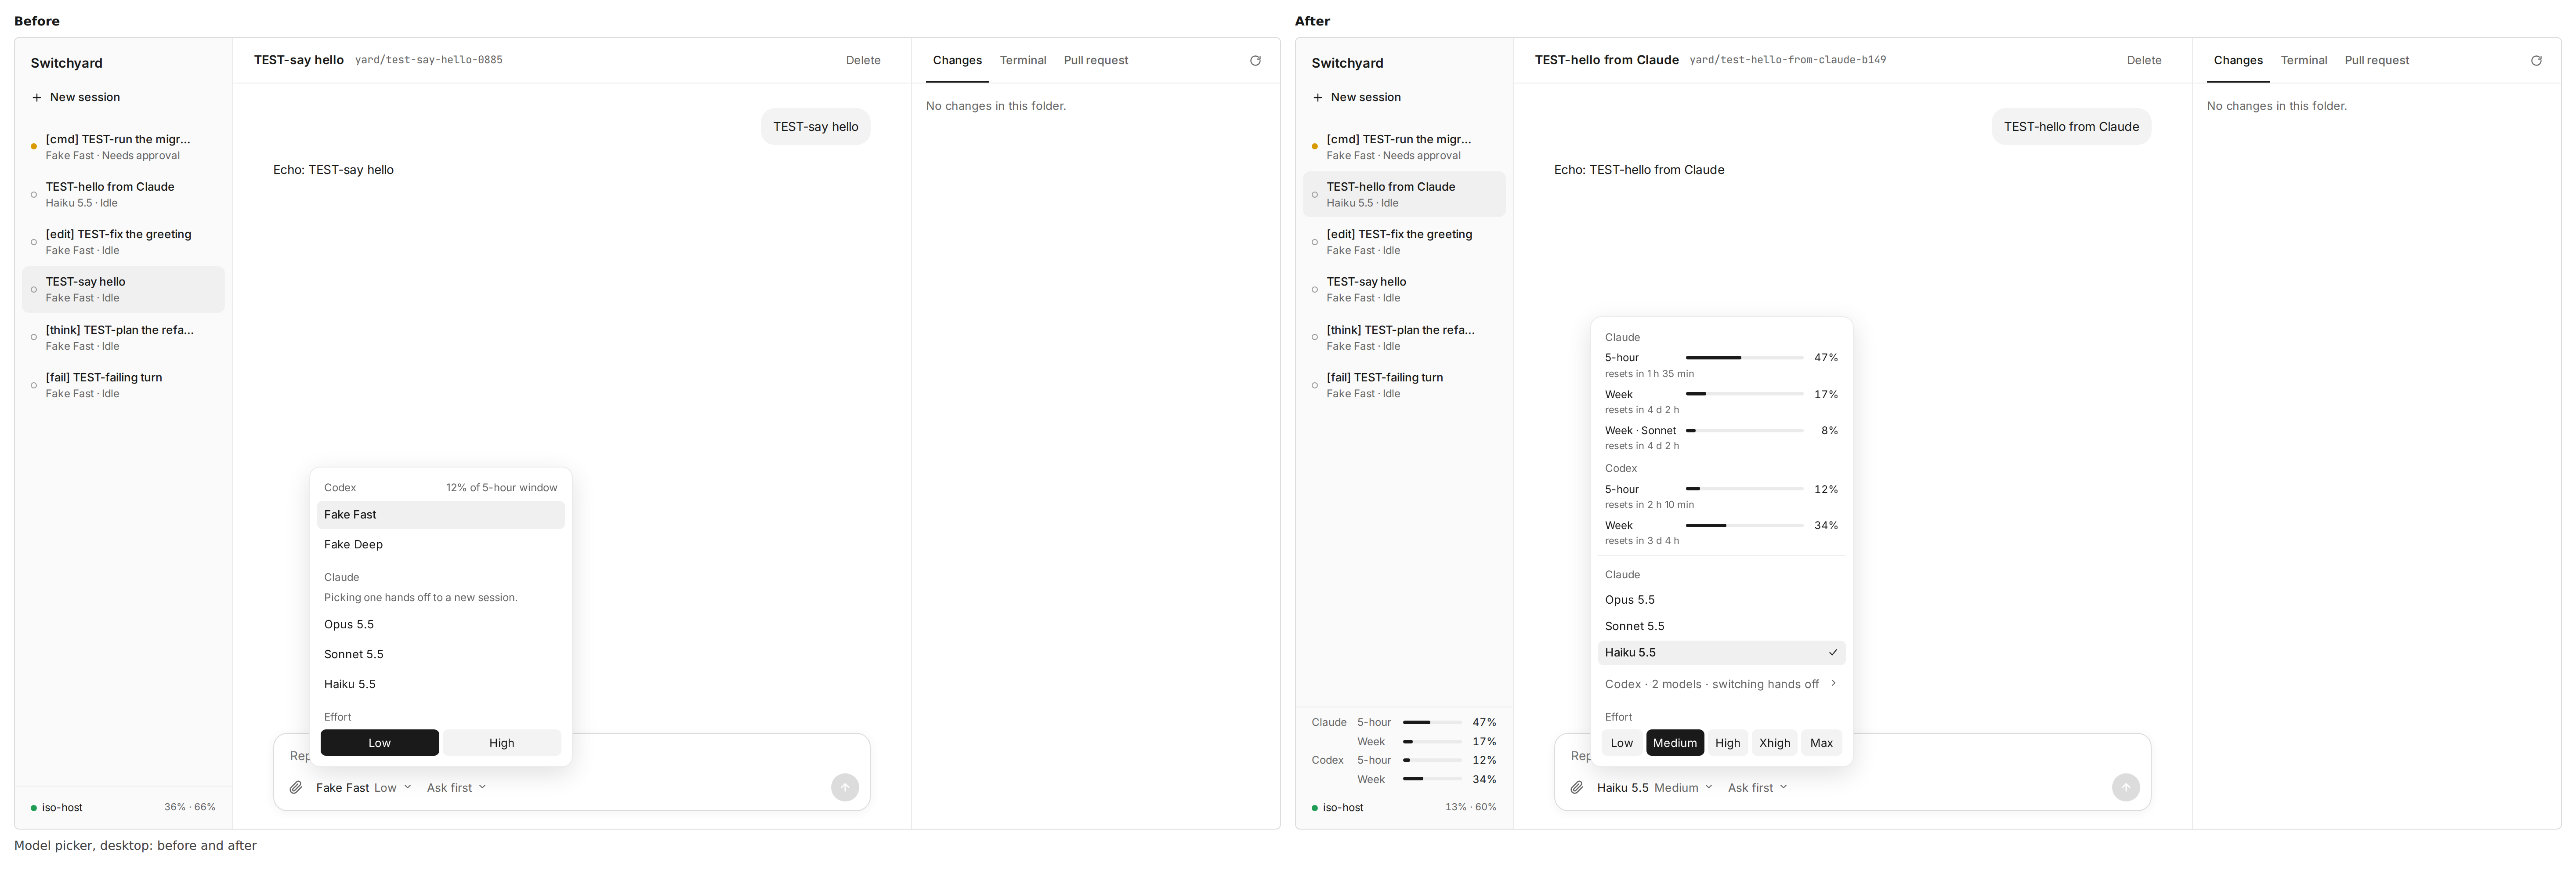 Before
Switchyard
New session
[cmd] TEST-run the migr...
Fake Fast · Needs approval
TEST-hello from Claude
Haiku 5.5 · Idle
[edit] TEST-fix the greeting
Fake Fast · Idle
TEST-say hello
Fake Fast · Idle
[think] TEST-plan the refa...
Fake Fast · Idle
[fail] TEST-failing turn
Fake Fast · Idle
iso-host 36% · 66%
TEST-say hello yard/test-say-hello-0885 Delete
TEST-say hello
Echo: TEST-say hello
Codex 12% of 5-hour window
Fake Fast
Fake Deep
Claude
Picking one hands off to a new session.
Opus 5.5
Sonnet 5.5
Haiku 5.5
Effort
Low High
Rep
Fake Fast Low Ask first
Changes Terminal Pull request
No changes in this folder.
After
Switchyard
New session
[cmd] TEST-run the migr...
Fake Fast · Needs approval
TEST-hello from Claude
Haiku 5.5 · Idle
[edit] TEST-fix the greeting
Fake Fast · Idle
TEST-say hello
Fake Fast · Idle
[think] TEST-plan the refa...
Fake Fast · Idle
[fail] TEST-failing turn
Fake Fast · Idle
Claude 5-hour 47%
Week 17%
Codex 5-hour 12%
Week 34%
iso-host 13% · 60%
TEST-hello from Claude yard/test-hello-from-claude-b149 Delete
TEST-hello from Claude
Echo: TEST-hello from Claude
Claude
5-hour 47%
resets in 1 h 35 min
Week 17%
resets in 4 d 2 h
Week · Sonnet 8%
resets in 4 d 2 h
Codex
5-hour 12%
resets in 2 h 10 min
Week 34%
resets in 3 d 4 h
Claude
Opus 5.5
Sonnet 5.5
Haiku 5.5
Codex · 2 models · switching hands off
Effort
Low Medium High Xhigh Max
Rep
Haiku 5.5 Medium Ask first
Changes Terminal Pull request
No changes in this folder.
Model picker, desktop: before and after